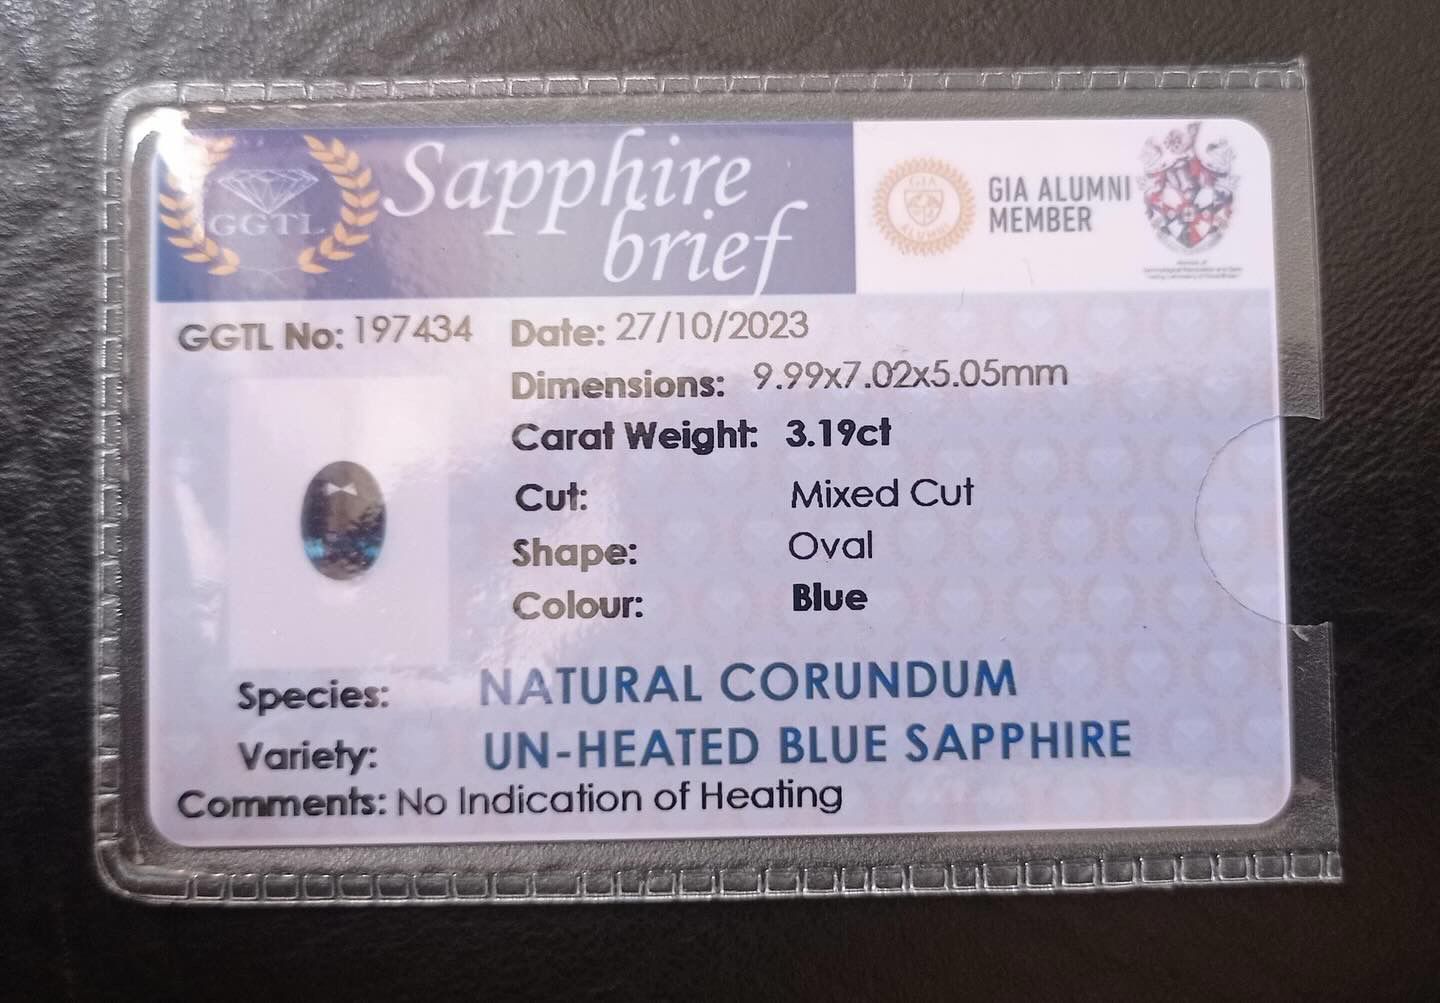 GGTL
Sapphire
brief
GIA
ALUMNI
GIA ALUMNI
MEMBER
GGTL No: 197434
Date: 27/10/2023
Dimensions: 9.99x7.02x5.05mm
Carat Weight: 3.19ct
Cut: Mixed Cut
Shape: Oval
Colour: Blue
Species: NATURAL CORUNDUM
Variety: UN-HEATED BLUE SAPPHIRE
Comments: No Indication of Heating